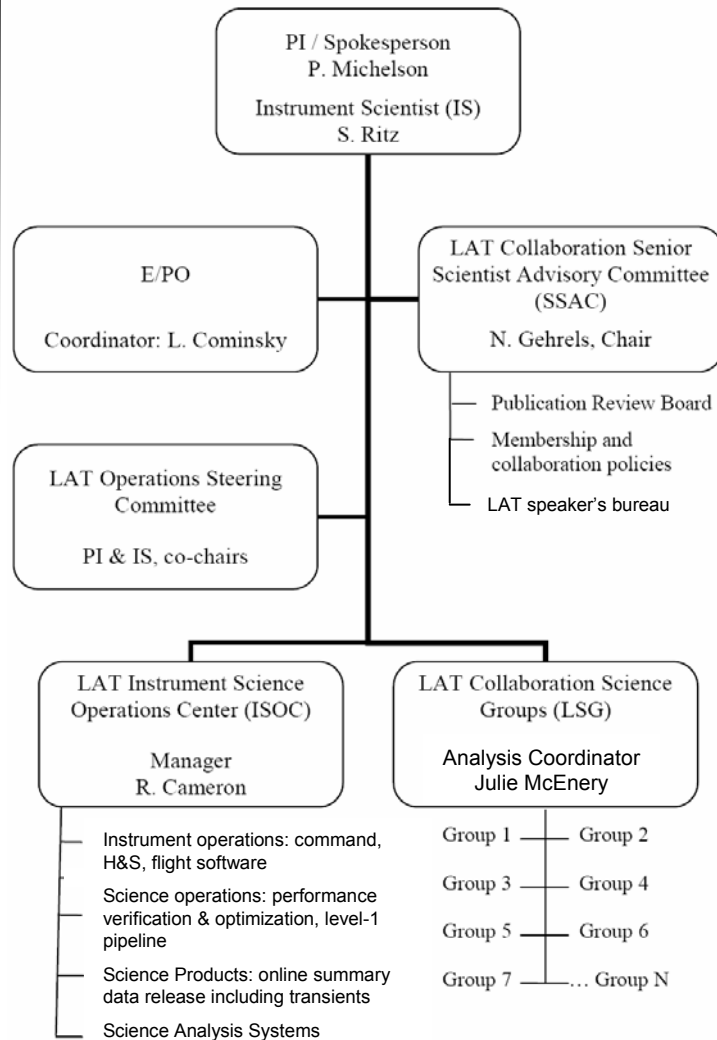 PI / Spokesperson
P. Michelson
Instrument Scientist (IS)
S. Ritz
E/PO
Coordinator: L. Cominsky
LAT Collaboration Senior
Scientist Advisory Committee
(SSAC)
N. Gehrels, Chair
Publication Review Board
Membership and
collaboration policies
LAT speaker's bureau
LAT Operations Steering
Committee
PI & IS, co-chairs
LAT Instrument Science
Operations Center (ISOC)
Manager
R. Cameron
Instrument operations: command,
H&S, flight software
Science operations: performance
verification & optimization, level-1
pipeline
Science Products: online summary
data release including transients
Science Analysis Systems
LAT Collaboration Science
Groups (LSG)
Analysis Coordinator
Julie McEnery
Group 1 Group 2
Group 3 Group 4
Group 5 Group 6
Group 7 … Group N